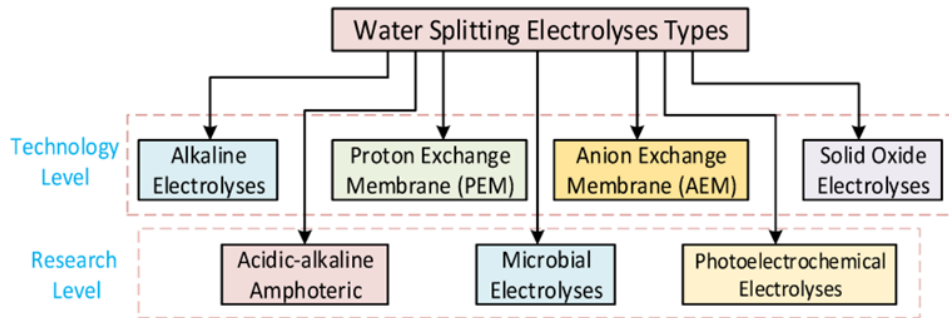 Water Splitting Electrolyses Types
Technology
Level
Alkaline
Electrolyses
Proton Exchange
Membrane (PEM)
Anion Exchange
Membrane (AEM)
Solid Oxide
Electrolyses
Research
Level
Acidic-alkaline
Amphoteric
Microbial
Electrolyses
Photoelectrochemical
Electrolyses